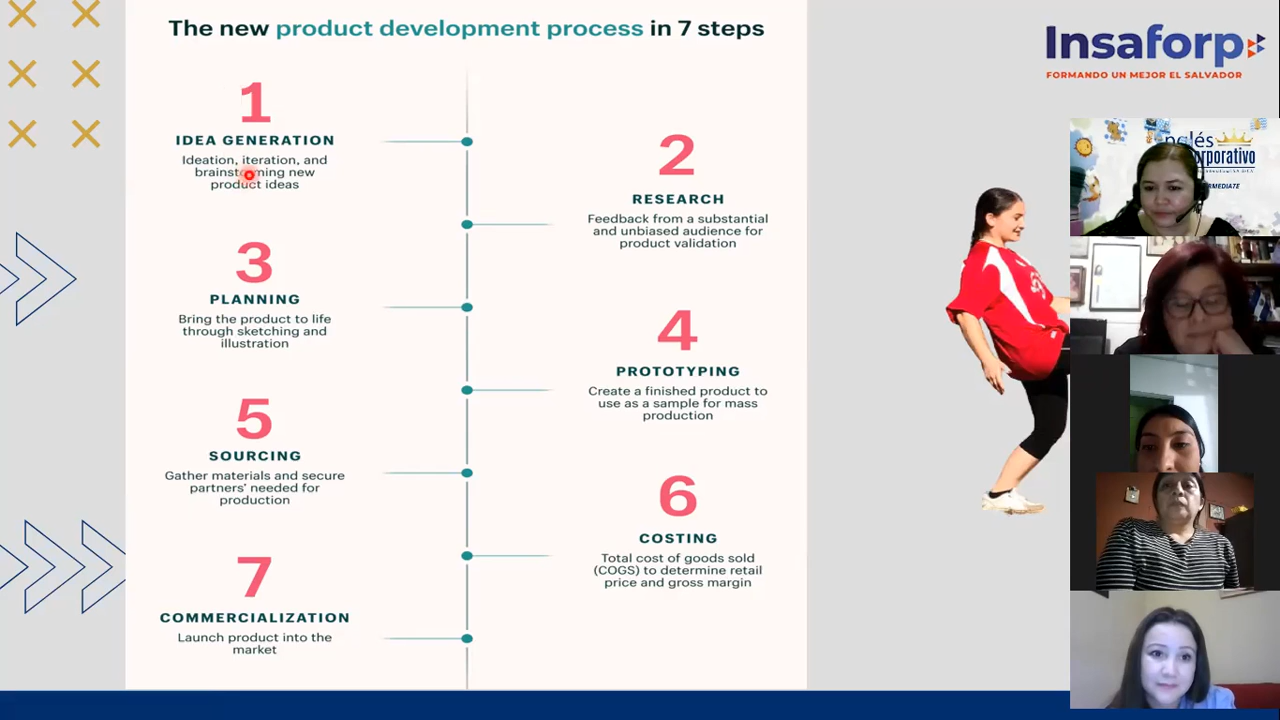 The new product development process in 7 steps
1
IDEA GENERATION
Ideation, iteration, and
brainstorming new
product ideas
2
RESEARCH
Feedback from a substantial
and unbiased audience for
product validation
3
PLANNING
Bring the product to life
through sketching and
illustration
4
PROTOTYPING
Create a finished product to
use as a sample for mass
production
5
SOURCING
Gather materials and secure
partners' needed for
production
6
COSTING
Total cost of goods sold
(COGS) to determine retail
price and gross margin
7
COMMERCIALIZATION
Launch product into the
market
Insaforp
FORMANDO UN MEJOR EL SALVADOR